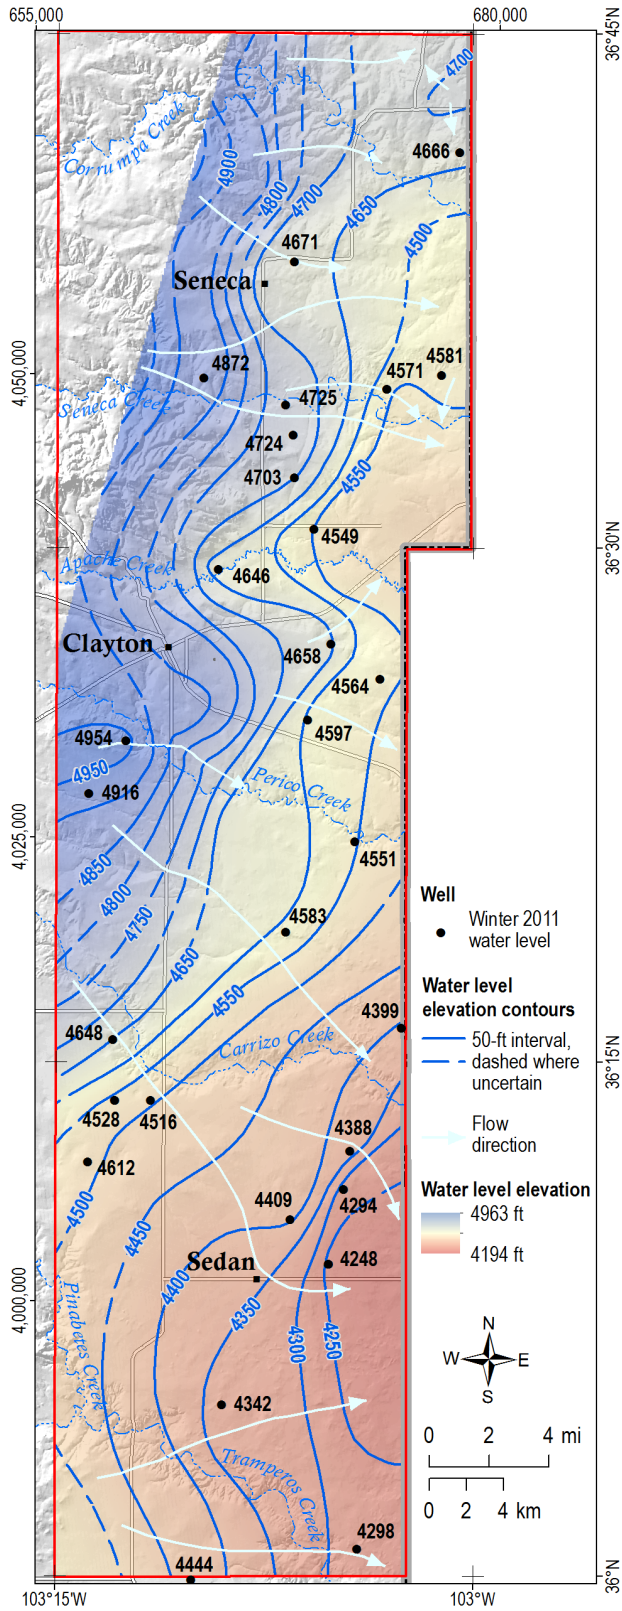 655,000
680,000
36°45'N
4700
Corrumpa Creek
4666
4900
4800
4700
4650
4500
4671
Seneca
4,050,000
4872
4571
4581
Seneca Creek
4725
4724
4703
4550
4549
36°30'N
Apache Creek
4646
Clayton
4658
4564
4597
4954
4950
4916
Perico Creek
4,025,000
4551
4850
4800
4750
4583
4650
4550
4399
4648
Carrizo Creek
36°15'N
4528
4516
4388
4612
4294
4500
4409
4450
Sedan
4248
4,000,000
4400
4350
4300
4250
Pinabetes Creek
4342
Tramperos Creek
4298
4444
36°N
103°15'W
103°W
Well
Winter 2011
water level
Water level
elevation contours
50-ft interval,
dashed where
uncertain
Flow
direction
Water level elevation
4963 ft
4194 ft
N
W
E
S
0 2 4 mi
0 2 4 km